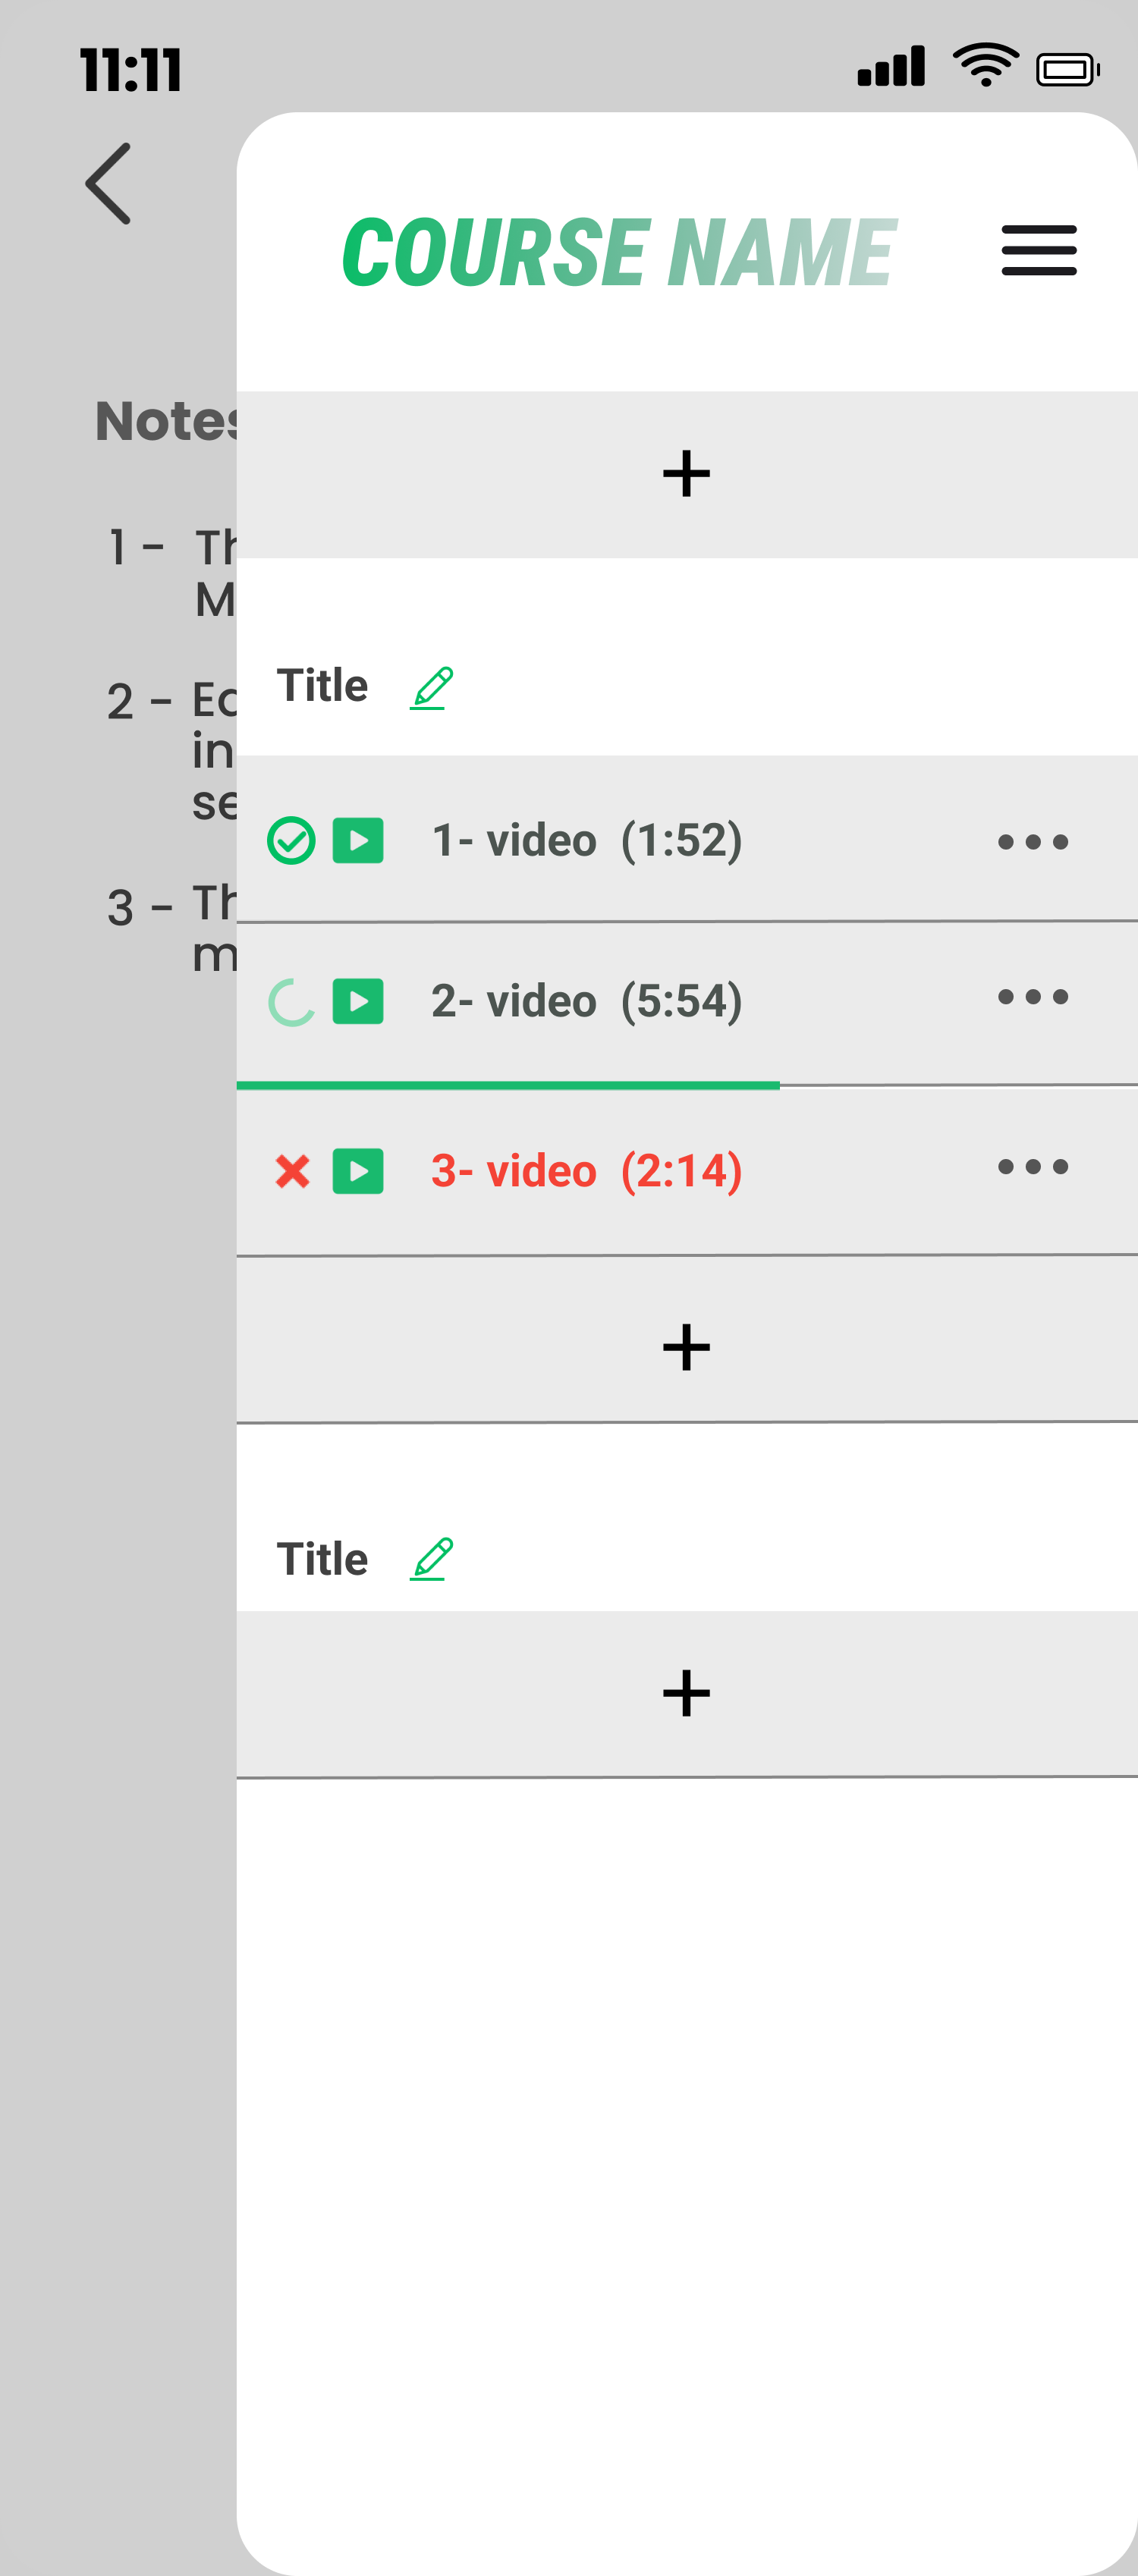 11:11
COURSE NAME
Notes
1 - Th
M
2 - Ea
in
se
3 - Th
m
+
Title
1- video (1:52)
2- video (5:54)
3- video (2:14)
+
Title
+